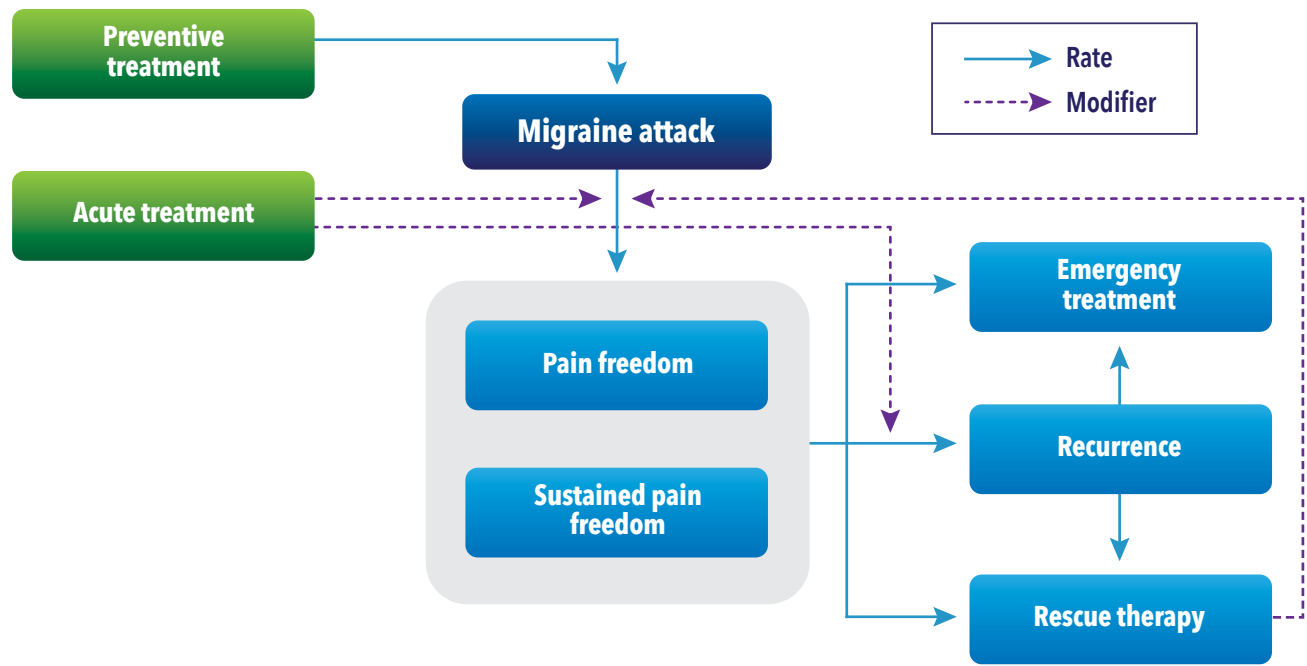 Preventive
treatment
Rate
Modifier
Migraine attack
Acute treatment
Emergency
treatment
Pain freedom
Recurrence
Sustained pain
freedom
Rescue therapy